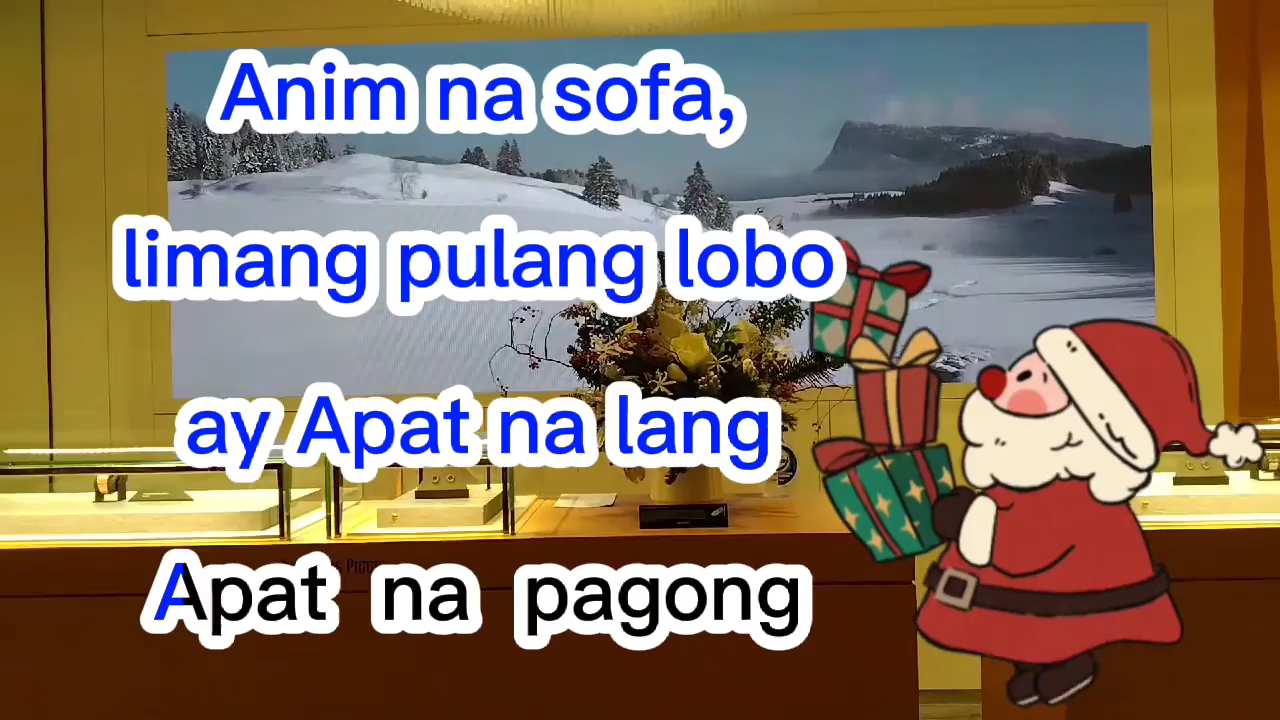 Anim na sofa,
limang pulang lobo
ay Apat na lang
Apat na pagong